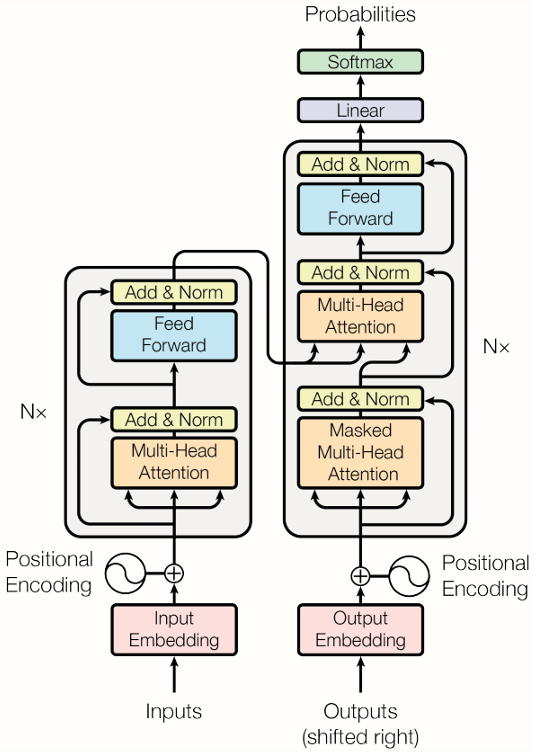 Probabilities
Softmax
Linear
Add & Norm
Feed
Forward
Add & Norm
Multi-Head
Attention
Add & Norm
Masked
Multi-Head
Attention
Nx
Positional
Encoding
Output
Embedding
Outputs
(shifted right)
Add & Norm
Feed
Forward
Add & Norm
Multi-Head
Attention
Nx
Positional
Encoding
Input
Embedding
Inputs